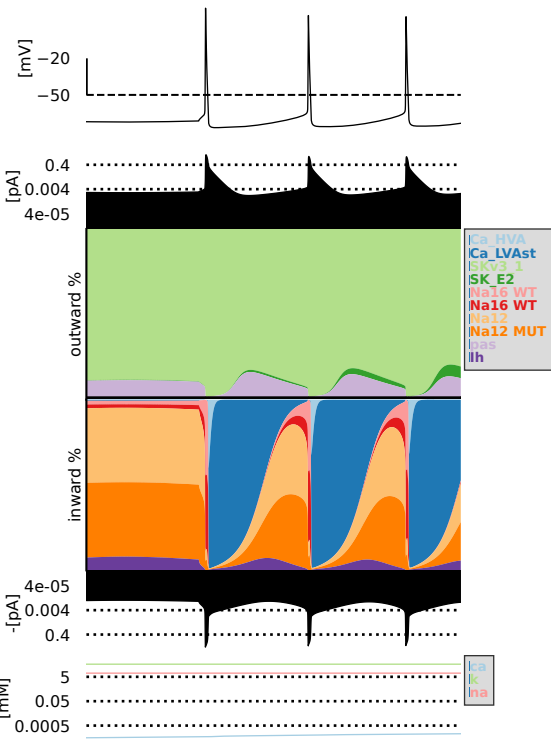 [mV]
−20
−50
[pA]
0.4
0.004
4e-05
outward %
Ca_HVA
Ca_LVAst
SKv3_1
SK_E2
Na16 WT
Na16 WT
Na12
Na12 MUT
pas
Ih
inward %
-[pA]
4e-05
0.004
0.4
[mM]
5
0.05
0.0005
ca
k
na